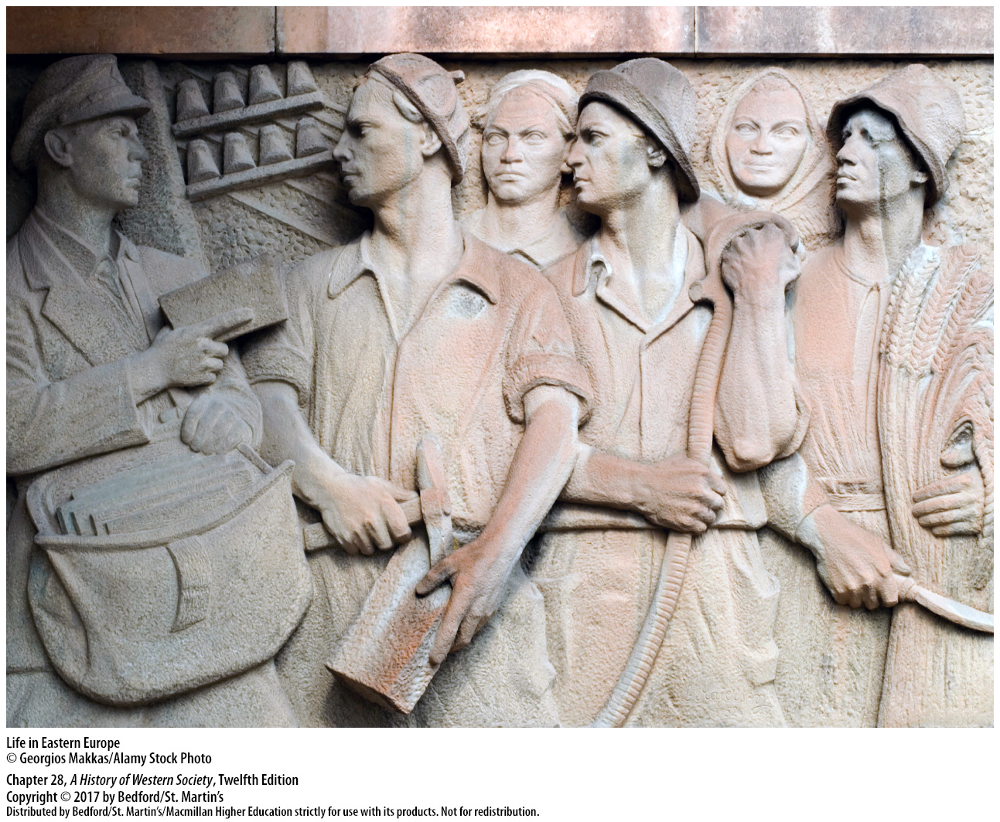 Life in Eastern Europe
© Georgios Makkas/Alamy Stock Photo
Chapter 28, A History of Western Society, Twelfth Edition
Copyright © 2017 by Bedford/St. Martin's
Distributed by Bedford/St. Martin's/Macmillan Higher Education strictly for use with its products. Not for redistribution.